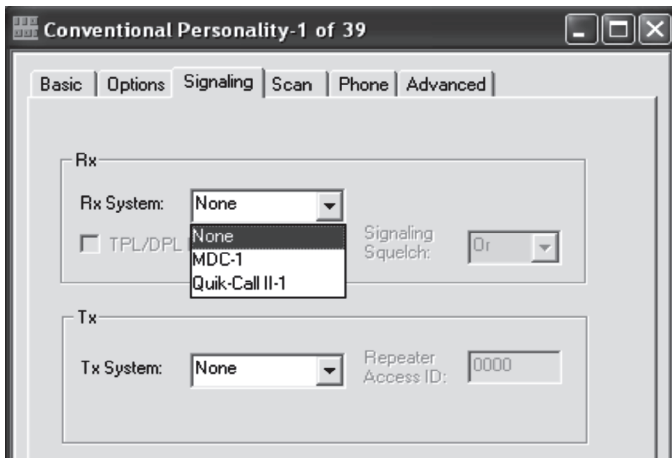 Conventional Personality-1 of 39
Basic Options Signaling Scan Phone Advanced
Rx
Rx System: None
TPL/DPL
Signaling Squelch: Or
None
MDC-1
Quik-Call II-1
Tx
Tx System: None
Repeater Access ID: 0000